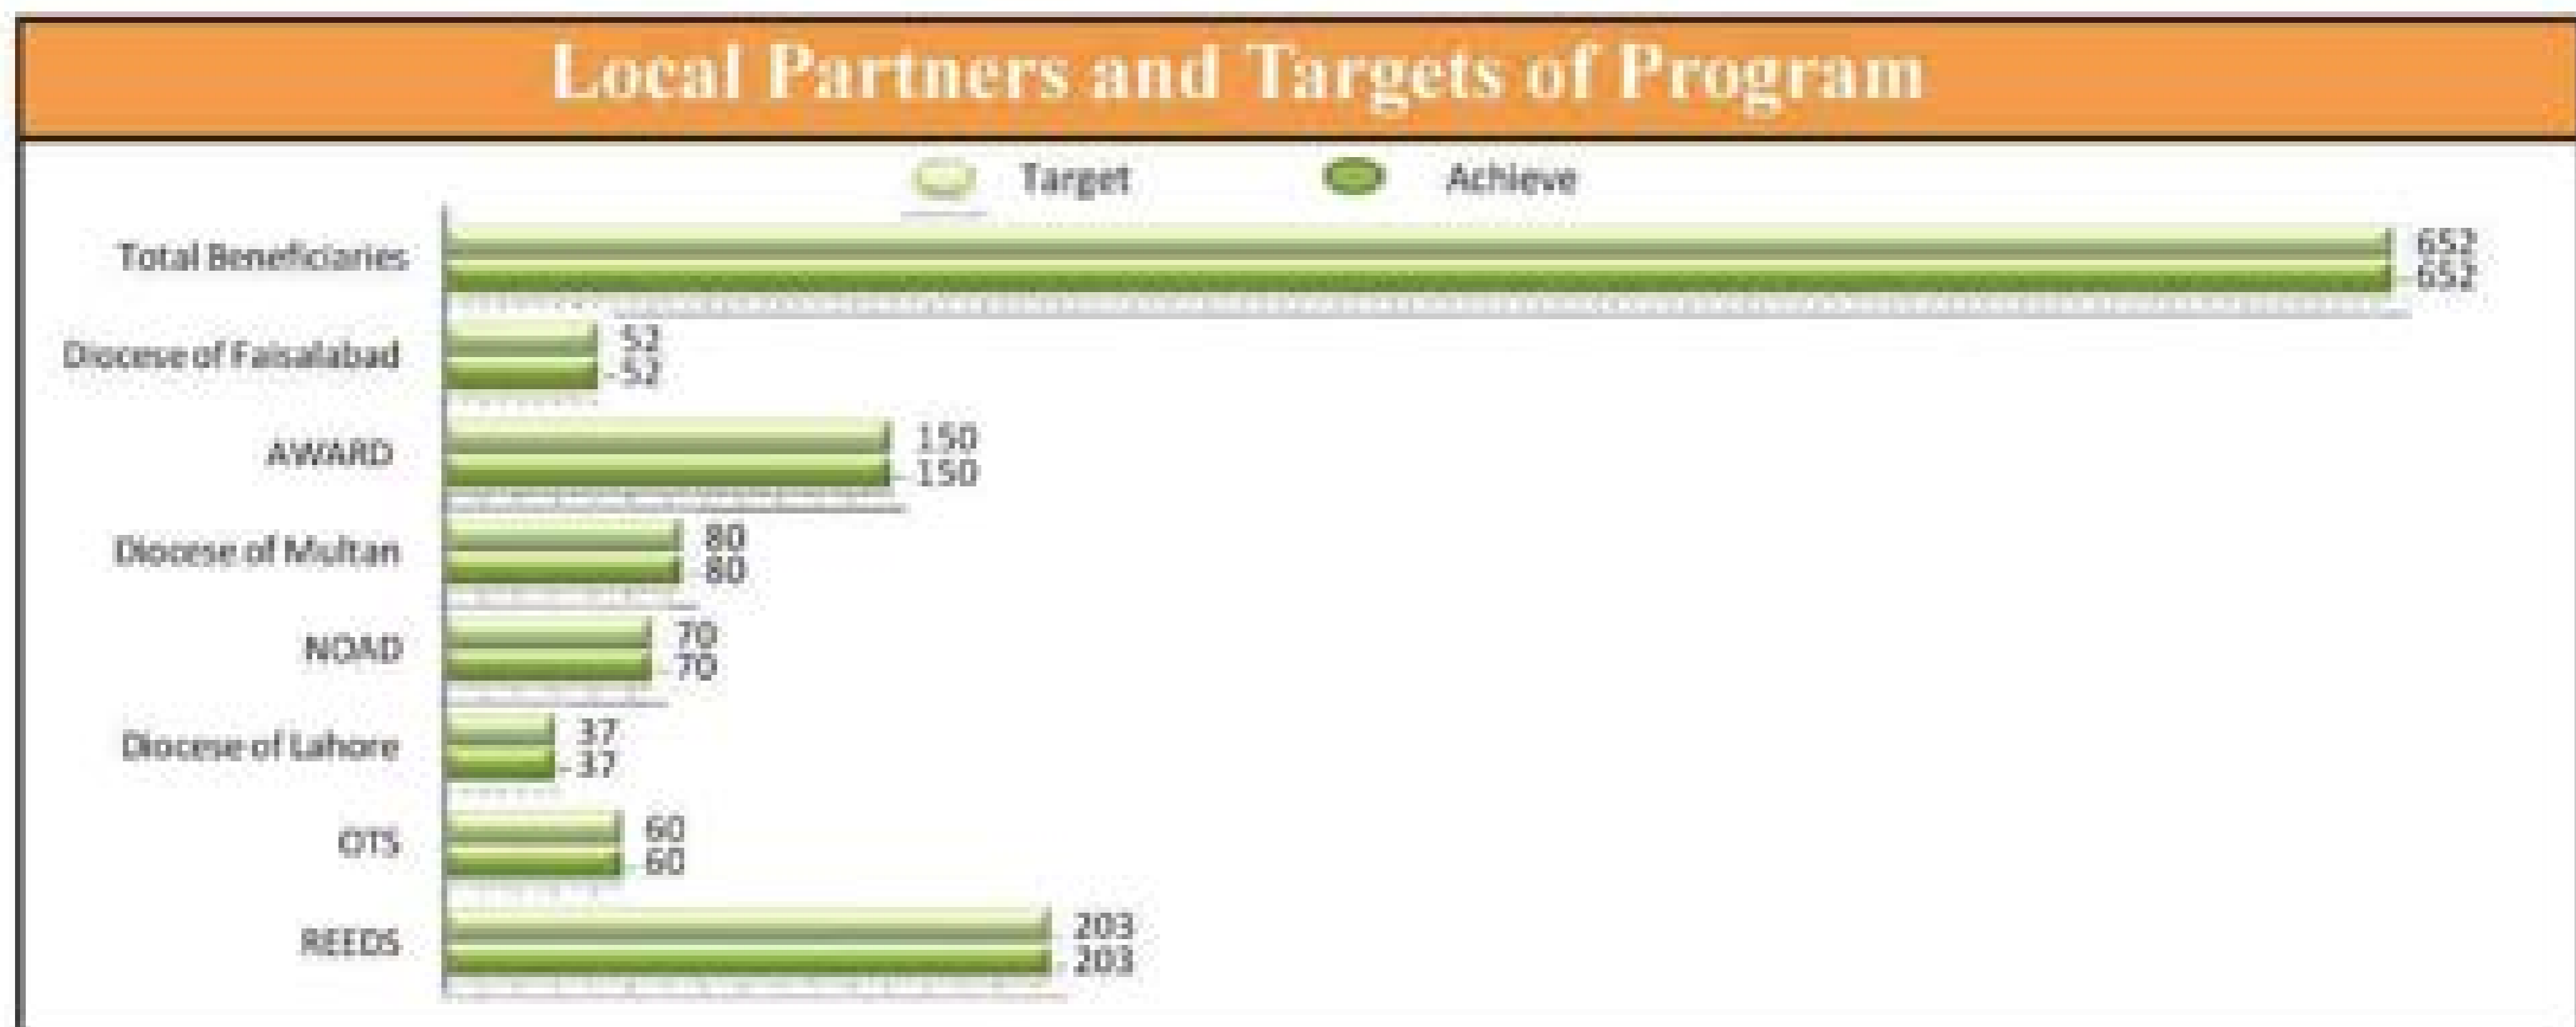 Local Partners and Targets of Program
Target Achieve
Total Beneficiaries 652
652
Diocese of Faisalabad 52
52
AWARD 150
150
Diocese of Multan 80
80
NOAD 70
70
Diocese of Lahore 37
37
OTS 60
60
REEDS 203
203